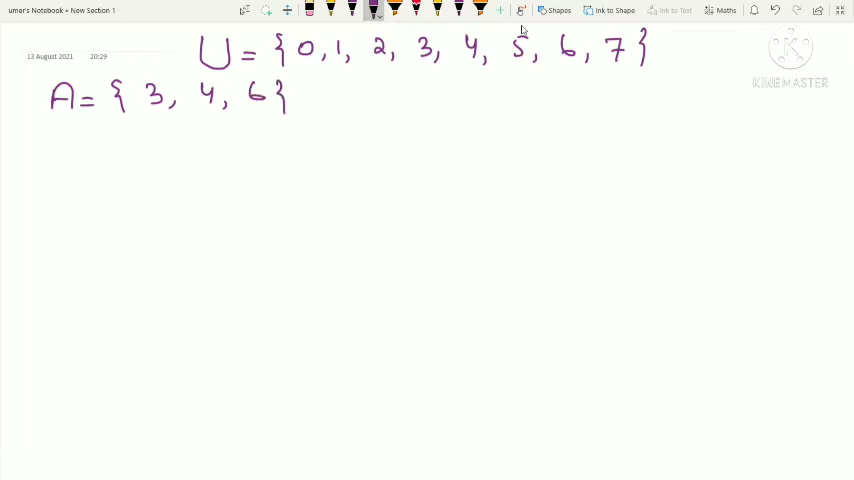 umer's Notebook » New Section 1
Shapes Ink to Shape Ink to Text Maths
13 August 2021 20:29
U = { 0, 1, 2, 3, 4, 5, 6, 7 }
A = { 3, 4, 6 }
KINEMASTER